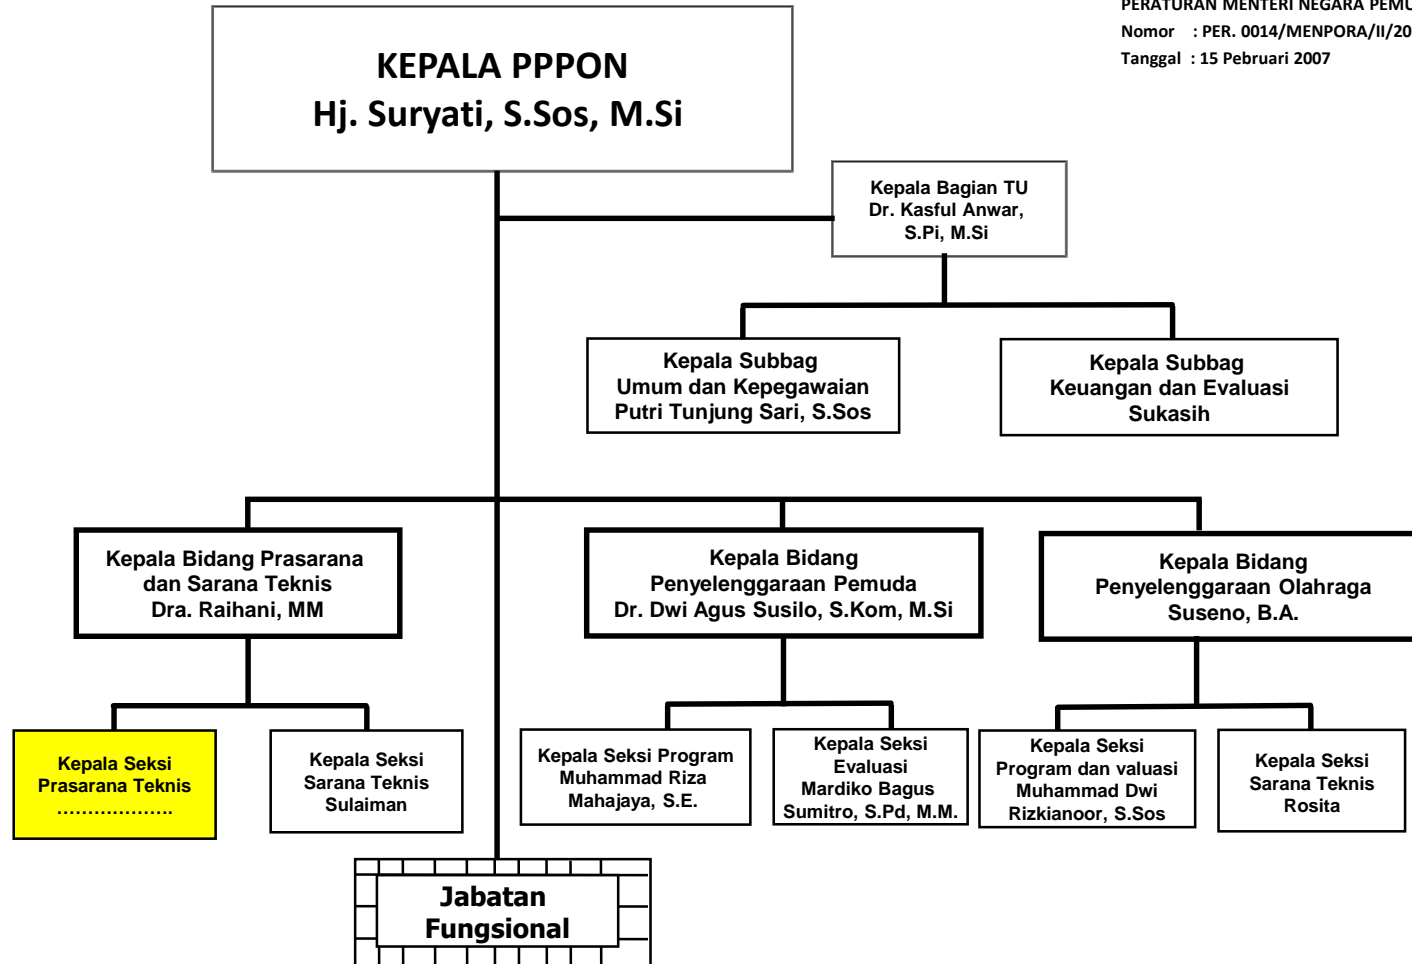 PERATURAN MENTERI NEGARA
Nomor : PER. 0014/MENPORA/II/20
Tanggal : 15 Pebruari 2007
KEPALA PPPON
Hj. Suryati, S.Sos, M.Si
Kepala Bagian TU
Dr. Kasful Anwar,
S.Pi, M.Si
Kepala Subbag
Umum dan Kepegawaian
Putri Tunjung Sari, S.Sos
Kepala Subbag
Keuangan dan Evaluasi
Sukasih
Kepala Bidang Prasarana
dan Sarana Teknis
Dra. Raihani, MM
Kepala Bidang
Penyelenggaraan Pemuda
Dr. Dwi Agus Susilo, S.Kom, M.Si
Kepala Bidang
Penyelenggaraan Olahraga
Suseno, B.A.
Kepala Seksi
Prasarana Teknis
...................
Kepala Seksi
Sarana Teknis
Sulaiman
Kepala Seksi Program
Muhammad Riza
Mahajaya, S.E.
Kepala Seksi
Evaluasi
Mardiko Bagus
Sumitro, S.Pd, M.M.
Kepala Seksi
Program dan valuasi
Muhammad Dwi
Rizkianoor, S.Sos
Kepala Seksi
Sarana Teknis
Rosita
Jabatan
Fungsional